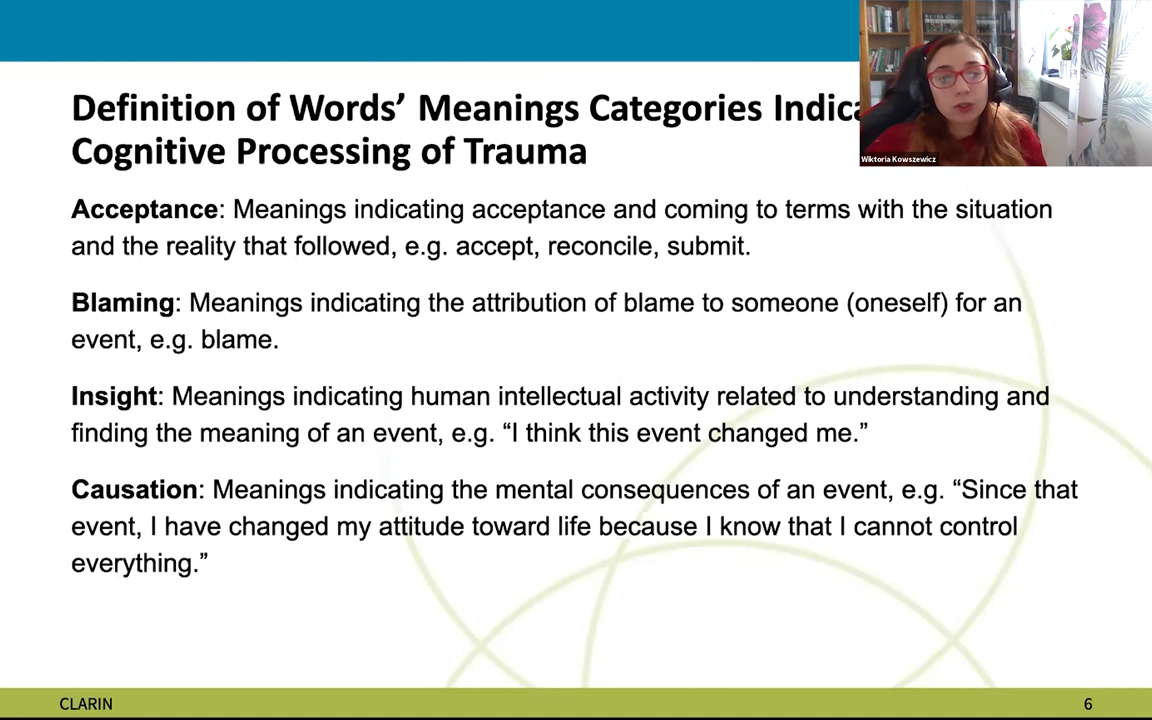 Definition of Words’ Meanings Categories
Cognitive Processing of Trauma
Wiktoria Kowszewicz
Acceptance: Meanings indicating acceptance and coming to terms with the situation
and the reality that followed, e.g. accept, reconcile, submit.
Blaming: Meanings indicating the attribution of blame to someone (oneself) for an
event, e.g. blame.
Insight: Meanings indicating human intellectual activity related to understanding and
finding the meaning of an event, e.g. “I think this event changed me.”
Causation: Meanings indicating the mental consequences of an event, e.g. “Since that
event, I have changed my attitude toward life because I know that I cannot control
everything.”
CLARIN
6